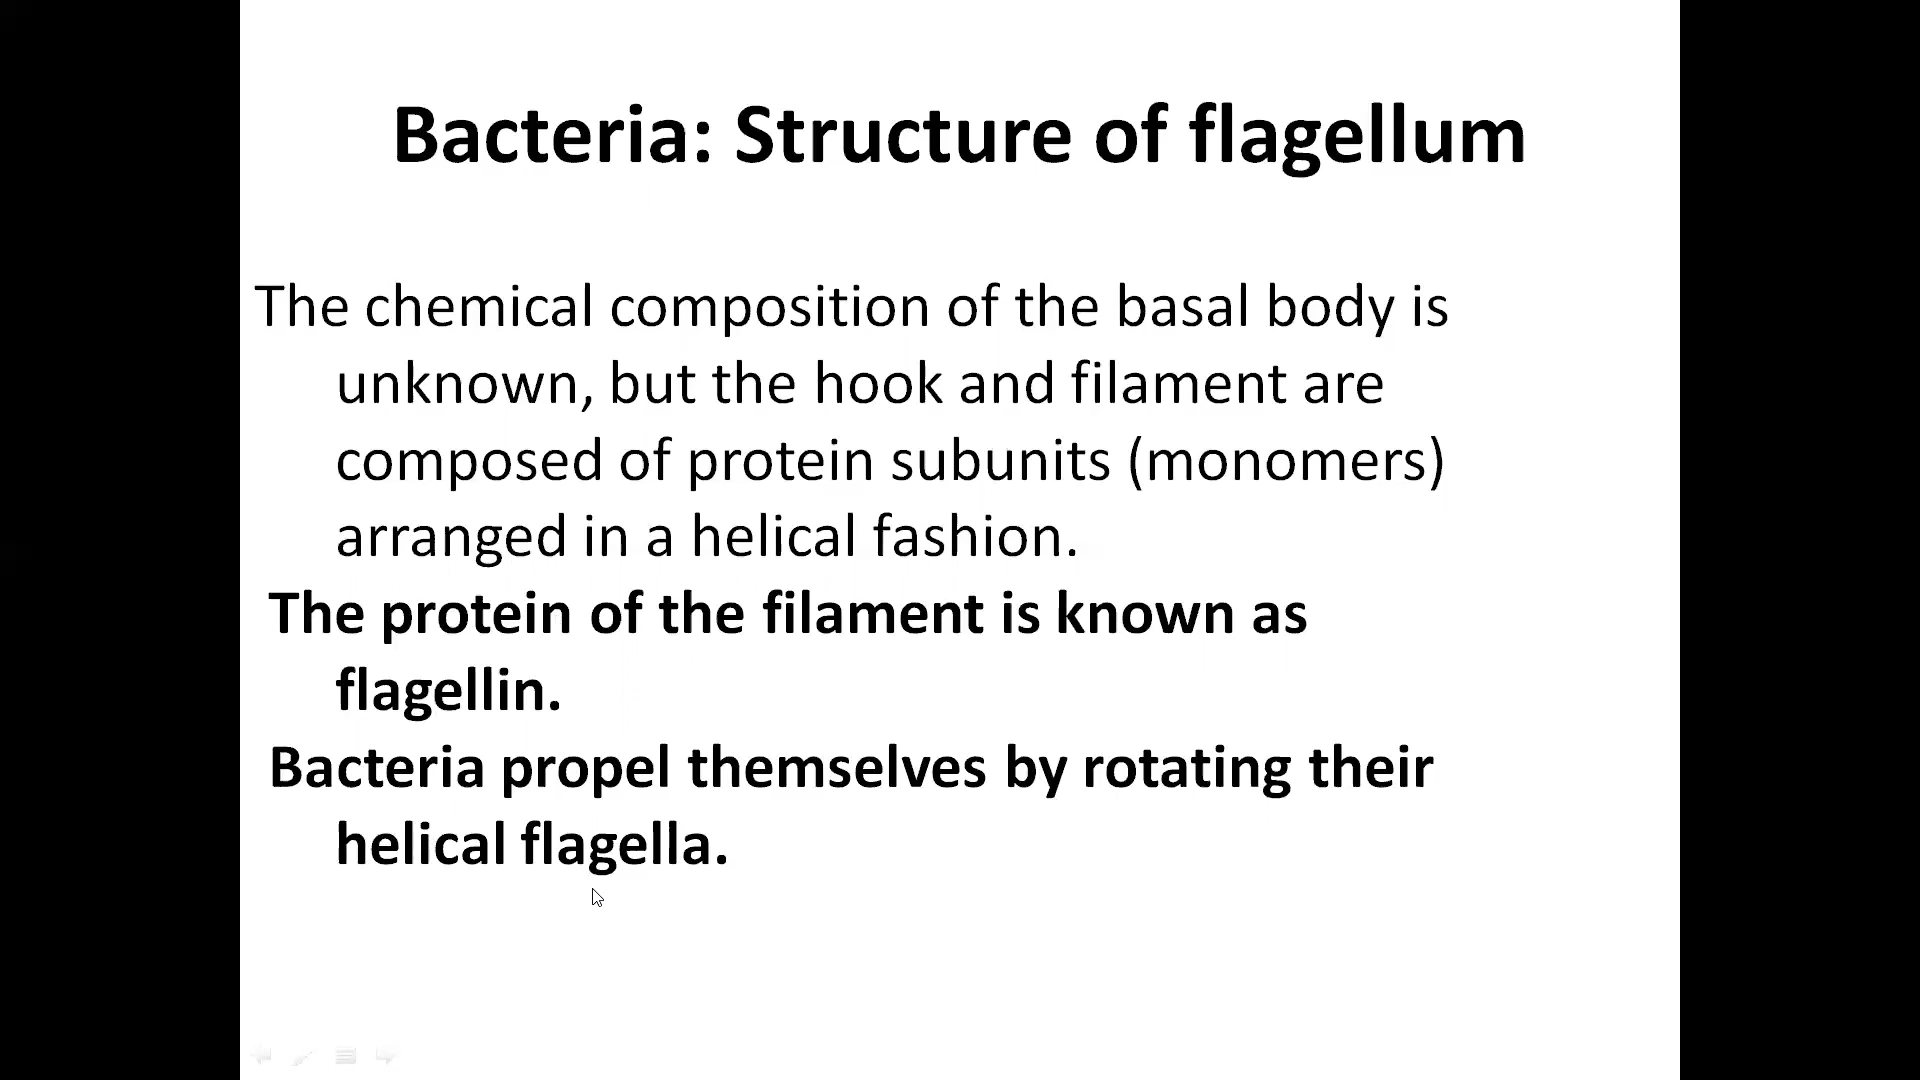 Bacteria: Structure of flagellum
The chemical composition of the basal body is
unknown, but the hook and filament are
composed of protein subunits (monomers)
arranged in a helical fashion.
The protein of the filament is known as
flagellin.
Bacteria propel themselves by rotating their
helical flagella.